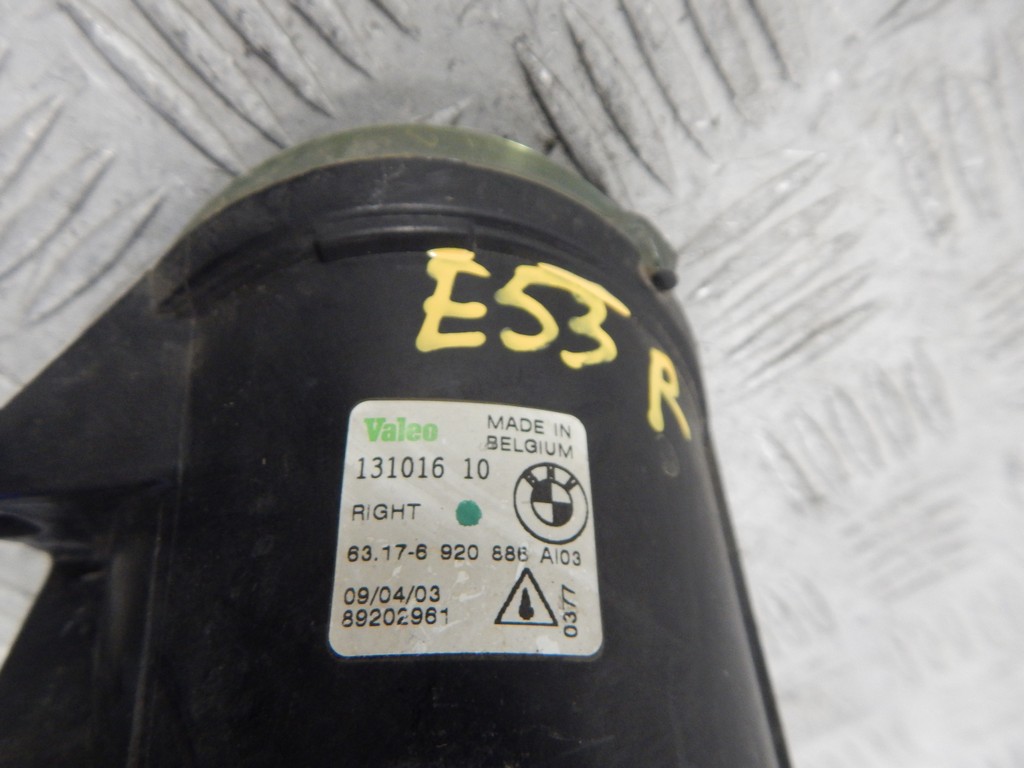 E53
R
Valeo
MADE IN
BELGIUM
131016 10
BMW
RIGHT
63.17-6 920 886 AI03
09/04/03
89202961
0377